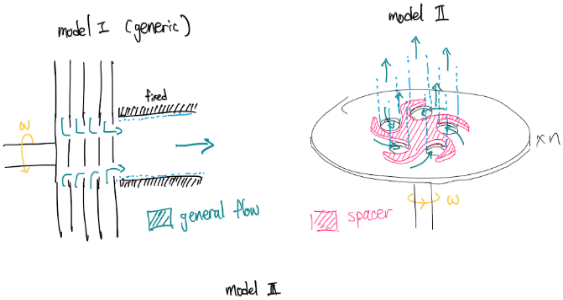 model I (generic)
model II
fixed
ω
x n
general flow
spacer
ω
model III